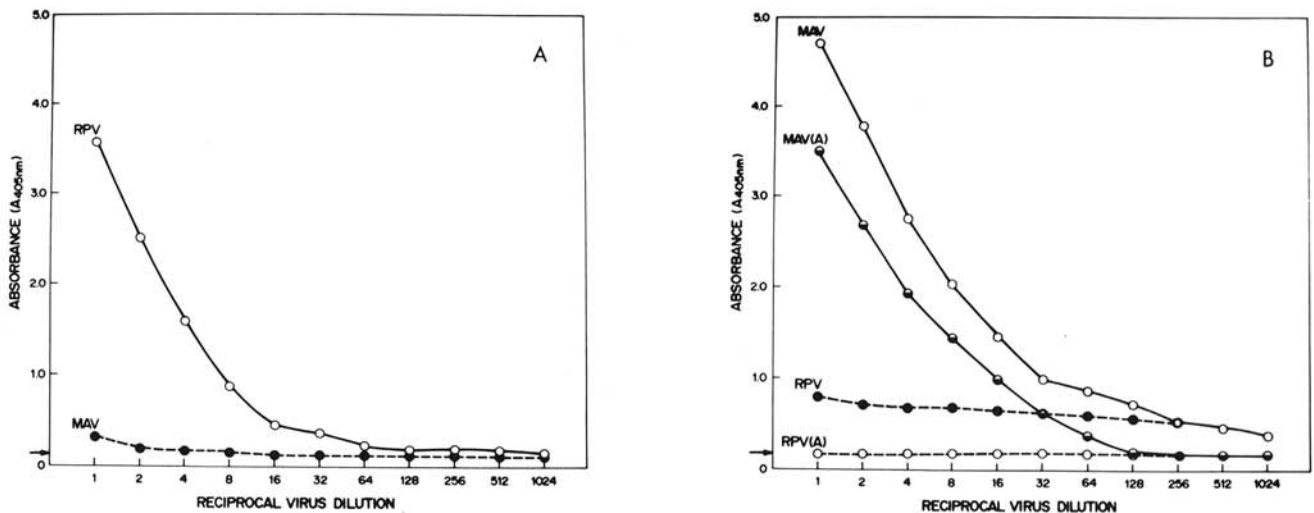 A
5.0
4.0
3.0
2.0
1.0
0
ABSORBANCE (A405nm)
RPV
MAV
1 2 4 8 16 32 64 128 256 512 1024
RECIPROCAL VIRUS DILUTION
B
5.0
4.0
3.0
2.0
1.0
0
ABSORBANCE (A405nm)
MAV
MAV(A)
RPV
RPV(A)
1 2 4 8 16 32 64 128 256 512 1024
RECIPROCAL VIRUS DILUTION